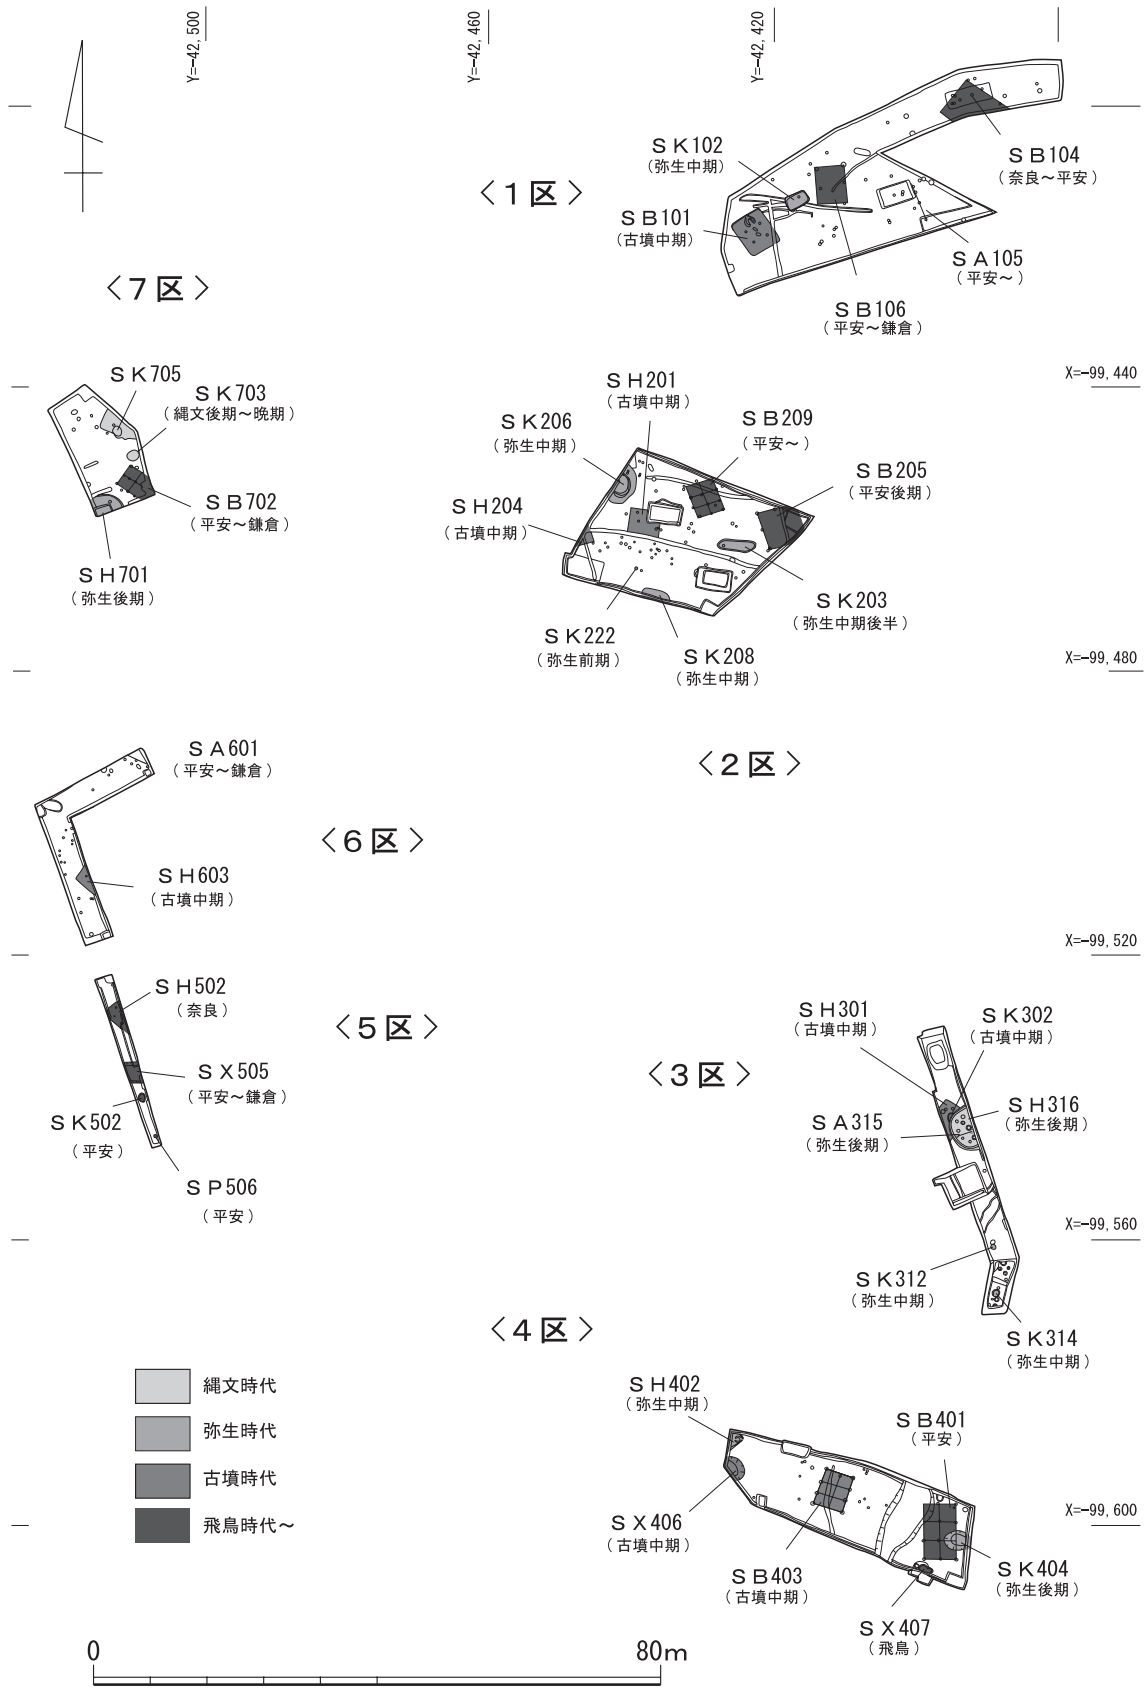 Y=-42,500
Y=-42,460
Y=-42,420
〈1区〉
ＳＫ102
（弥生中期）
ＳＢ101
（古墳中期）
ＳＢ104
（奈良～平安）
ＳＡ105
（平安～）
ＳＢ106
（平安～鎌倉）
〈7区〉
X=-99,440
ＳＫ705
ＳＫ703
（縄文後期～晩期）
ＳＢ702
（平安～鎌倉）
ＳＨ701
（弥生後期）
ＳＨ201
（古墳中期）
ＳＫ206
（弥生中期）
ＳＢ209
（平安～）
ＳＢ205
（平安後期）
ＳＨ204
（古墳中期）
ＳＫ203
（弥生中期後半）
ＳＫ222
（弥生前期）
ＳＫ208
（弥生中期）
X=-99,480
〈2区〉
ＳＡ601
（平安～鎌倉）
〈6区〉
ＳＨ603
（古墳中期）
X=-99,520
ＳＨ502
（奈良）
〈5区〉
ＳＸ505
（平安～鎌倉）
ＳＫ502
（平安）
ＳＰ506
（平安）
〈3区〉
ＳＨ301
（古墳中期）
ＳＫ302
（古墳中期）
ＳＨ316
（弥生後期）
ＳＡ315
（弥生後期）
X=-99,560
ＳＫ312
（弥生中期）
ＳＫ314
（弥生中期）
〈4区〉
ＳＨ402
（弥生中期）
ＳＢ401
（平安）
X=-99,600
ＳＸ406
（古墳中期）
ＳＢ403
（古墳中期）
ＳＫ404
（弥生後期）
ＳＸ407
（飛鳥）
縄文時代
弥生時代
古墳時代
飛鳥時代～
0
80m